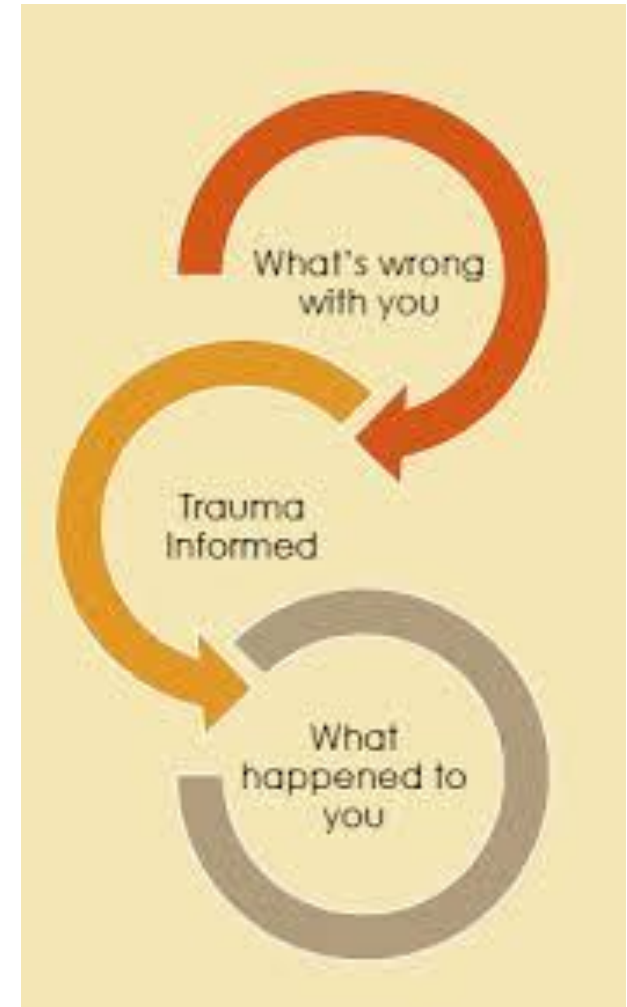 What's wrong
with you
Trauma
Informed
What
happened to
you